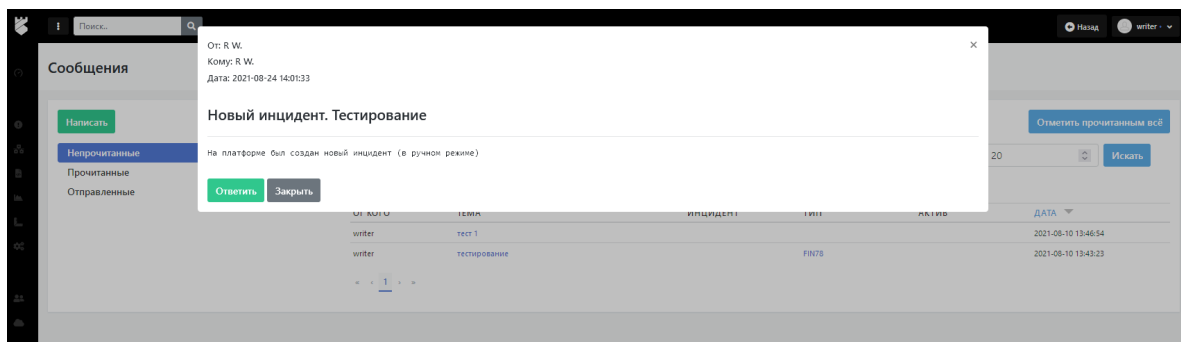 Поиск..
Назад
writer
Сообщения
От: R W.
Кому: R W.
Дата: 2021-08-24 14:01:33
×
Новый инцидент. Тестирование
На платформе был создан новый инцидент (в ручном режиме)
Ответить
Закрыть
Написать
Отметить прочитанным всё
Непрочитанные
20
Искать
Прочитанные
Отправленные
ОТ КОГО ТЕМА ИНЦИДЕНТ ТИП АКТИВ ДАТА
writer тест 1 2021-08-10 13:46:54
writer тестирование FIN78 2021-08-10 13:43:23
« ‹ 1 › »